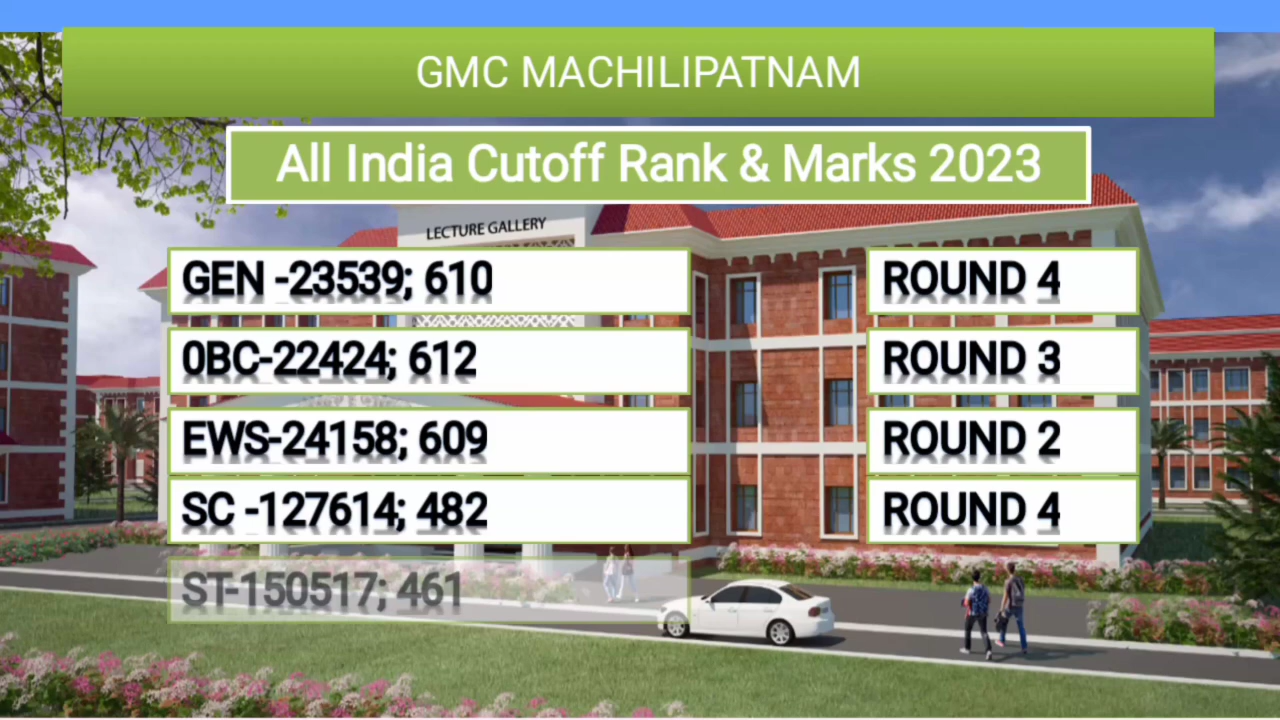 GMC MACHILIPATNAM
All India Cutoff Rank & Marks 2023
LECTURE GALLERY
GEN -23539; 610 ROUND 4
0BC-22424; 612 ROUND 3
EWS-24158; 609 ROUND 2
SC -127614; 482 ROUND 4
ST-150517; 461